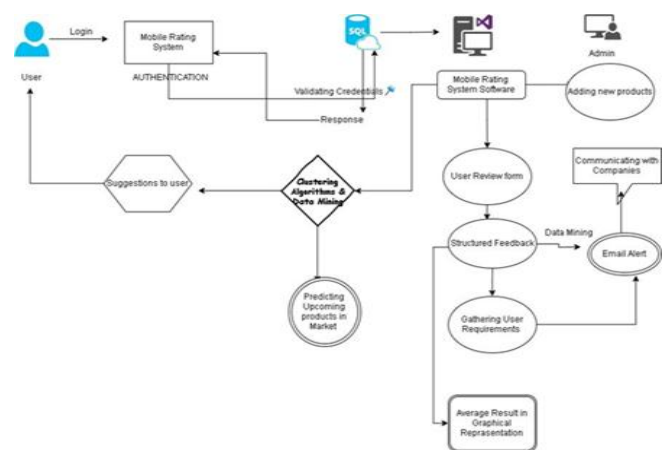 Login
User
Mobile Rating
System
AUTHENTICATION
SQL
Validating Credentials
Response
Admin
Mobile Rating
System Software
Adding new products
Communicating with
Companies
User Review form
Suggestions to user
Clustering
Algorithms &
Data Mining
Structured Feedback
Data Mining
Email Alert
Predicting
Upcoming
products in
Market
Gathering User
Requirements
Average Result in
Graphical
Reprasentation